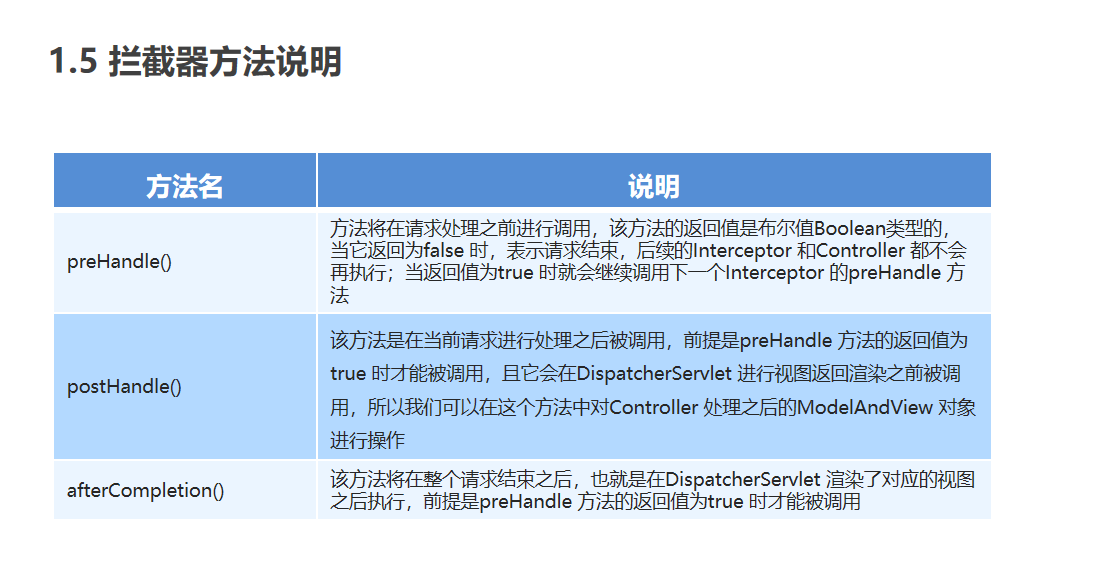 1.5 拦截器方法说明
方法名
说明
preHandle()
方法将在请求处理之前进行调用，该方法的返回值是布尔值Boolean类型的，
当它返回为false 时，表示请求结束，后续的Interceptor 和Controller 都不会
再执行；当返回值为true 时就会继续调用下一个Interceptor 的preHandle 方
法
postHandle()
该方法是在当前请求进行处理之后被调用，前提是preHandle 方法的返回值为
true 时才能被调用，且它会在DispatcherServlet 进行视图返回渲染之前被调
用，所以我们可以在这个方法中对Controller 处理之后的ModelAndView 对象
进行操作
afterCompletion()
该方法将在整个请求结束之后，也就是在DispatcherServlet 渲染了对应的视图
之后执行，前提是preHandle 方法的返回值为true 时才能被调用